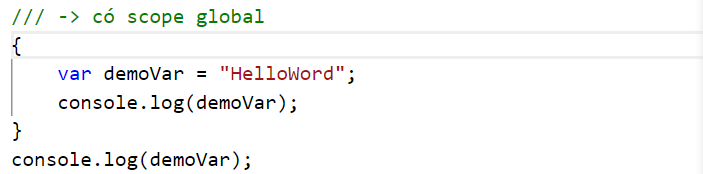 /// -> có scope global
{
    var demoVar = "HelloWord";
    console.log(demoVar);
}
console.log(demoVar);